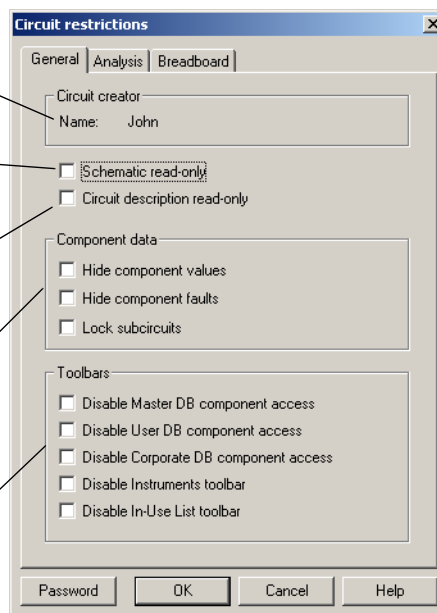 Circuit restrictions
General Analysis Breadboard
Circuit creator
Name: John
Schematic read-only
Circuit description read-only
Component data
Hide component values
Hide component faults
Lock subcircuits
Toolbars
Disable Master DB component access
Disable User DB component access
Disable Corporate DB component access
Disable Instruments toolbar
Disable In-Use List toolbar
Password OK Cancel Help